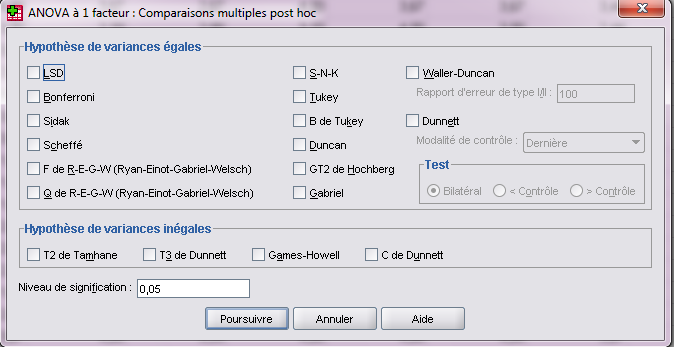 ANOVA à 1 facteur : Comparaisons multiples post hoc
Hypothèse de variances égales
LSD
Bonferroni
Sidak
Scheffé
F de R-E-G-W (Ryan-Einot-Gabriel-Welsch)
Q de R-E-G-W (Ryan-Einot-Gabriel-Welsch)
S-N-K
Tukey
B de Tukey
Duncan
GT2 de Hochberg
Gabriel
Waller-Duncan
Rapport d'erreur de type I/II : 100
Dunnett
Modalité de contrôle : Dernière
Test
Bilatéral < Contrôle > Contrôle
Hypothèse de variances inégales
T2 de Tamhane T3 de Dunnett Games-Howell C de Dunnett
Niveau de signification : 0,05
Poursuivre Annuler Aide